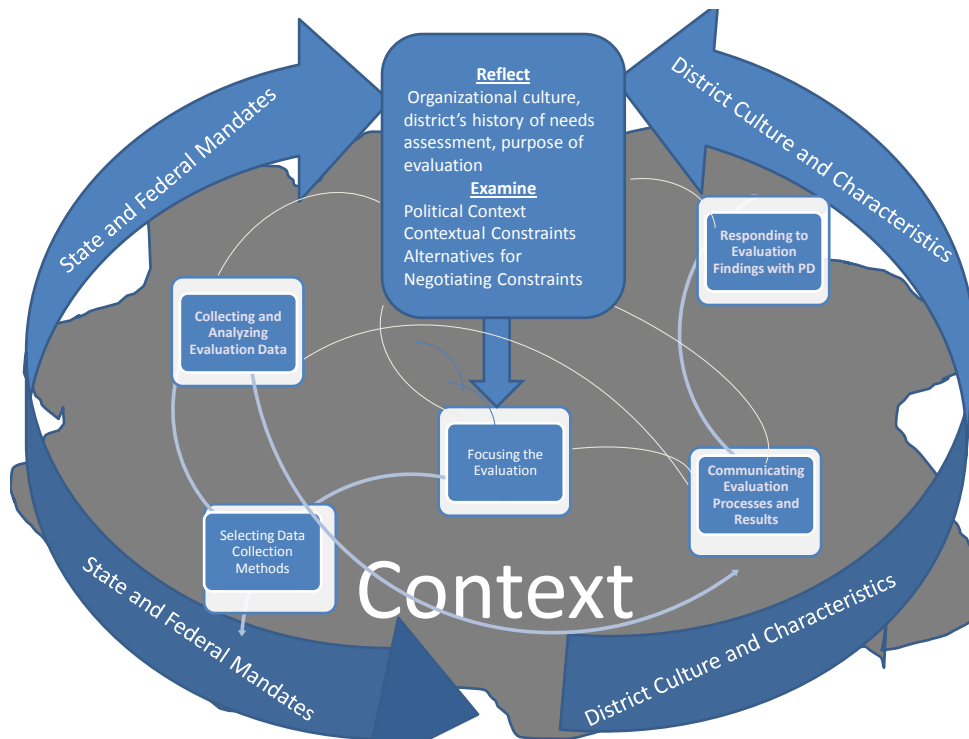 Reflect
Organizational culture,
district's history of needs
assessment, purpose of
evaluation
Examine
Political Context
Contextual Constraints
Alternatives for
Negotiating Constraints
State and Federal Mandates
District Culture and Characteristics
Responding to
Evaluation
Findings with PD
Collecting and
Analyzing
Evaluation Data
Focusing the
Evaluation
Communicating
Evaluation
Processes and
Results
Selecting Data
Collection
Methods
Context
State and Federal Mandates
District Culture and Characteristics